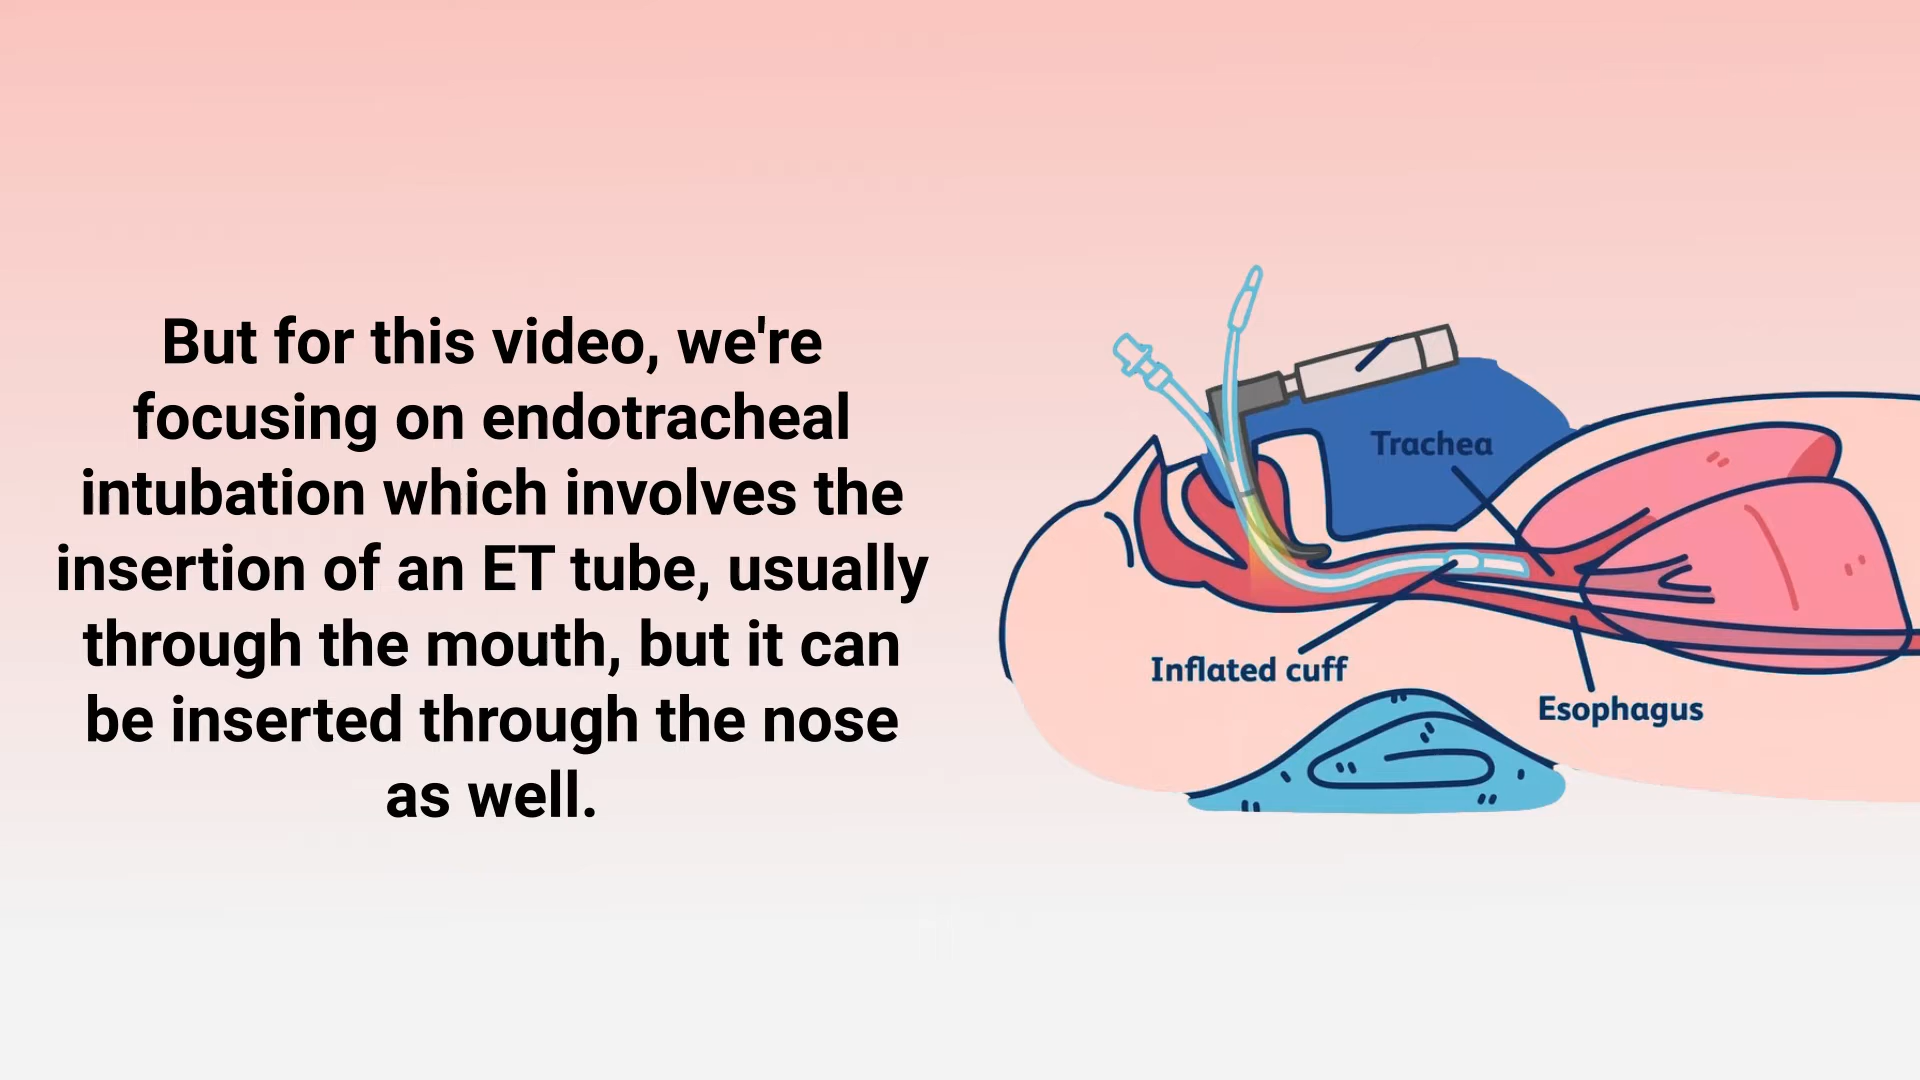 But for this video, we're
focusing on endotracheal
intubation which involves the
insertion of an ET tube, usually
through the mouth, but it can
be inserted through the nose
as well.
Trachea
Inflated cuff
Esophagus